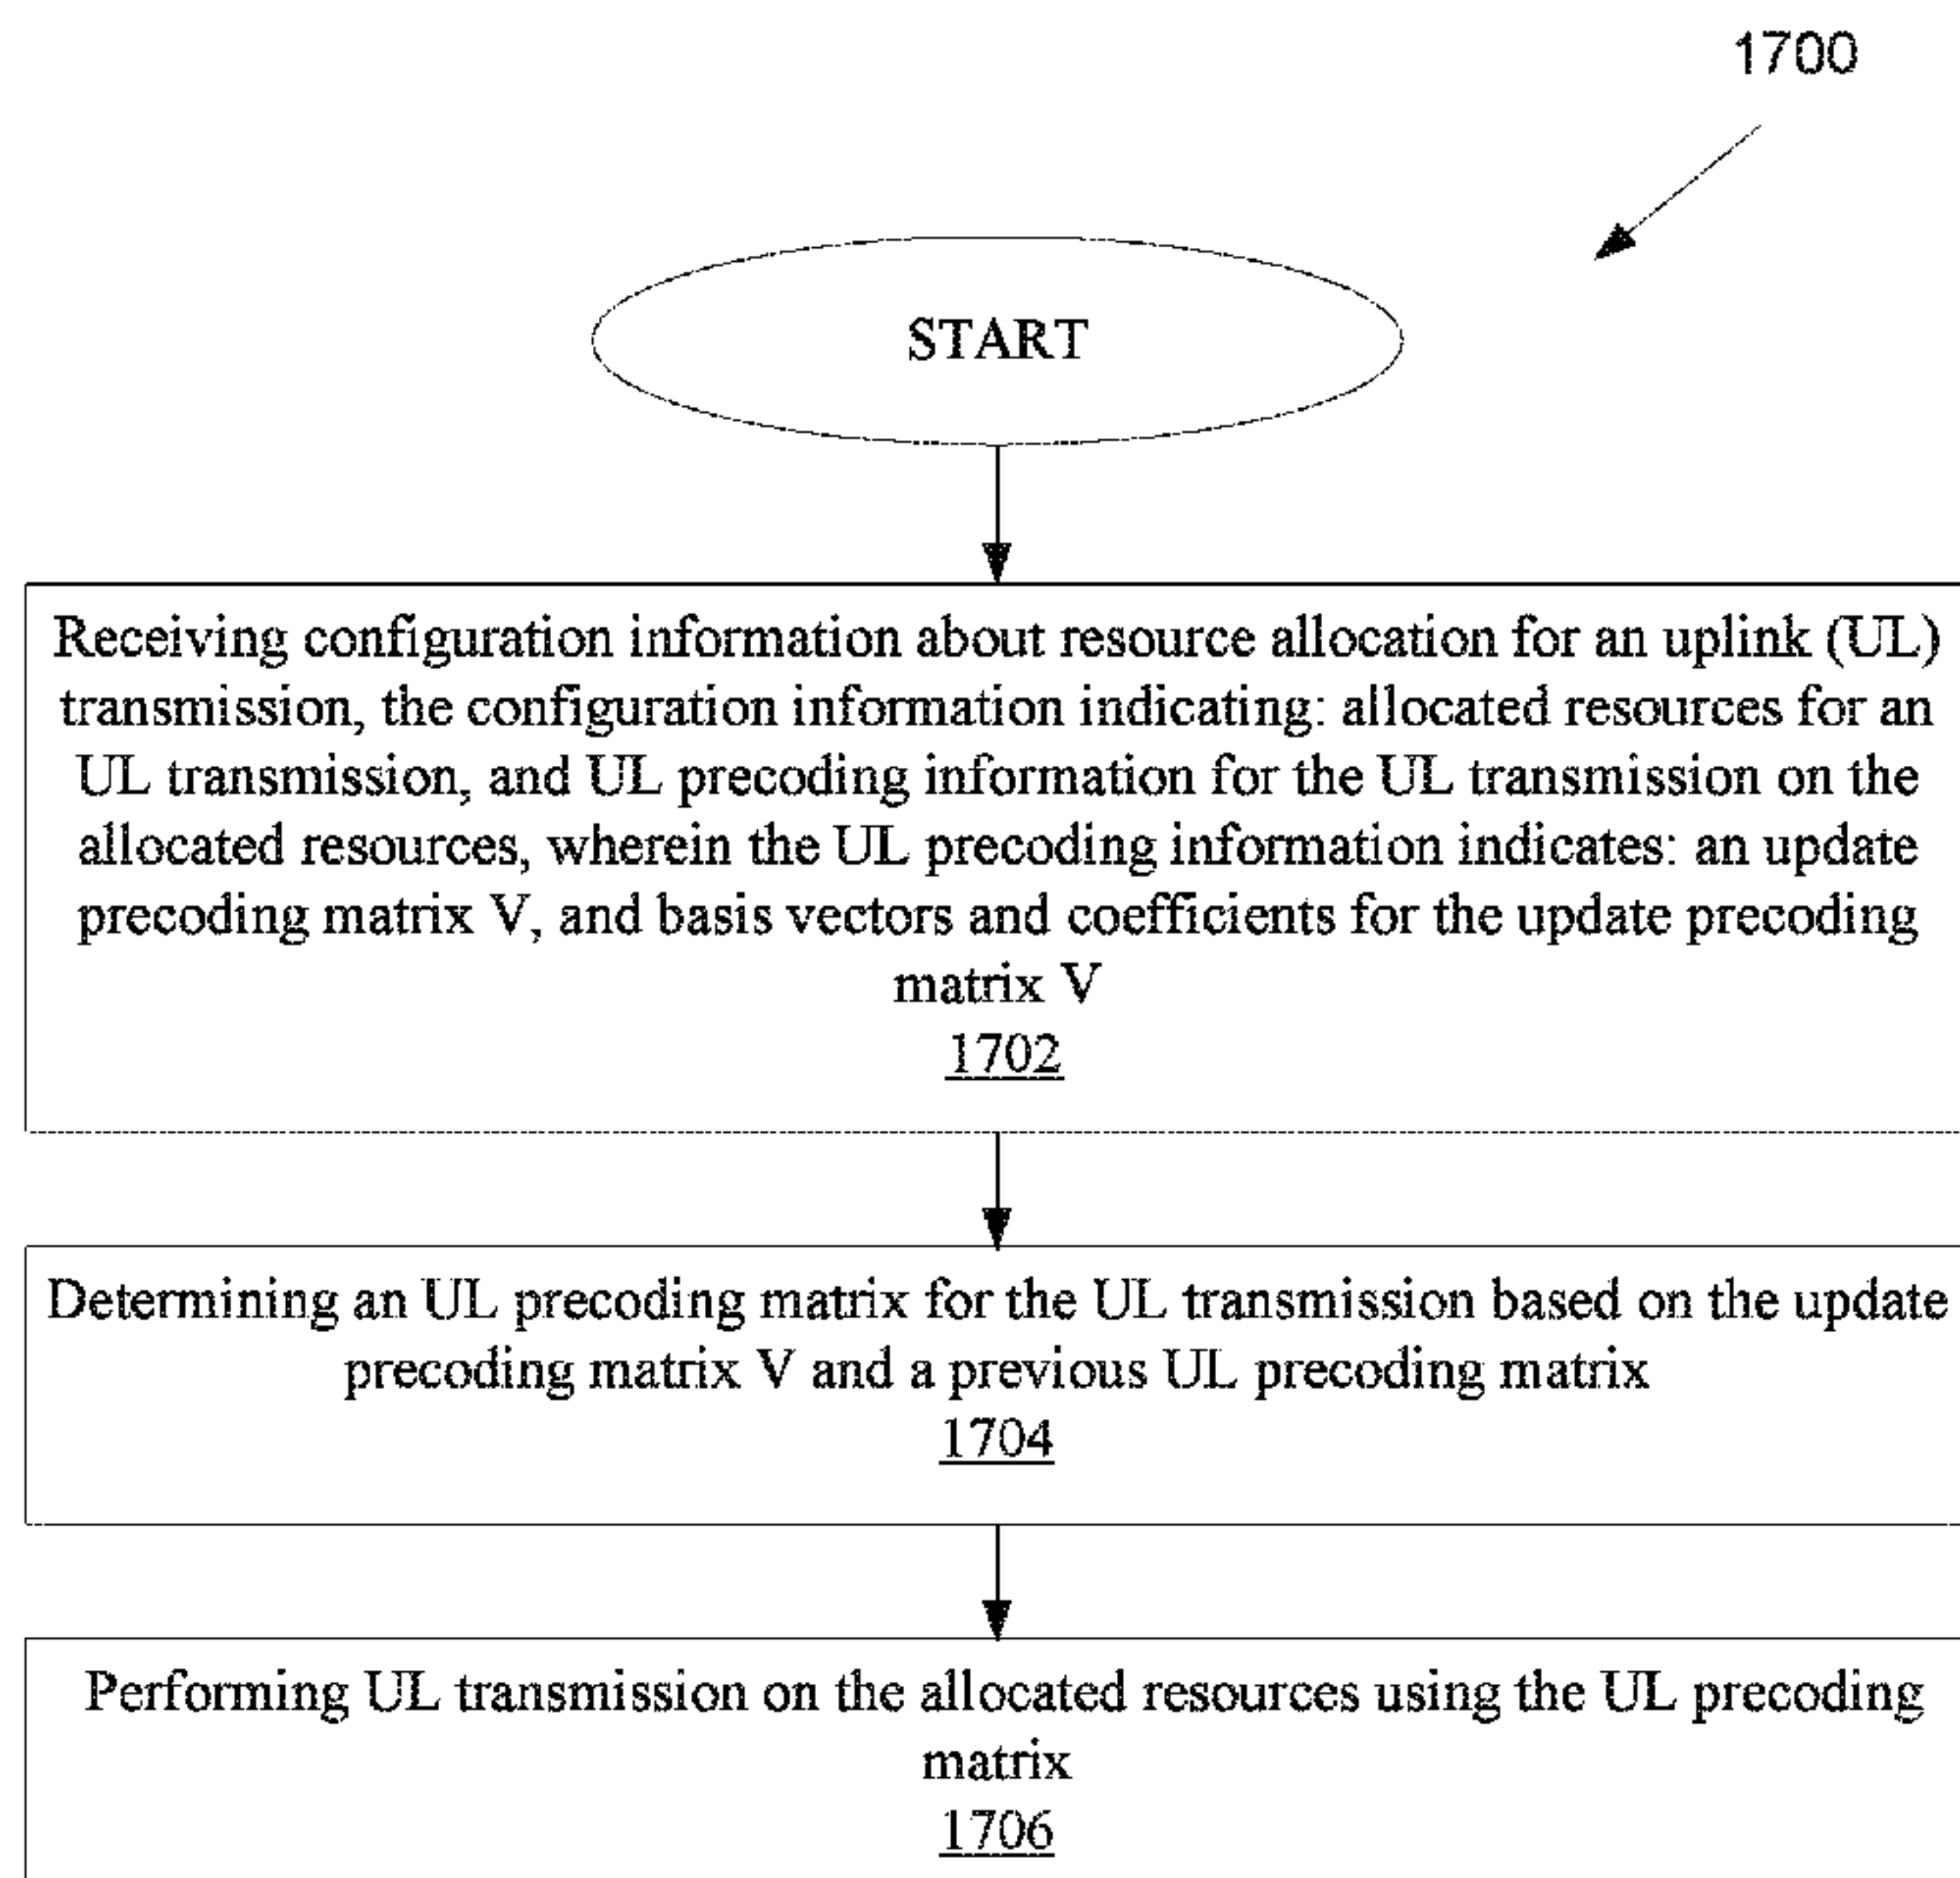 1700
START
Receiving configuration information about resource allocation for an uplink (UL)
transmission, the configuration information indicating: allocated resources for an
UL transmission, and UL precoding information for the UL transmission on the
allocated resources, wherein the UL precoding information indicates: an update
precoding matrix V, and basis vectors and coefficients for the update precoding
matrix V
1702
Determining an UL precoding matrix for the UL transmission based on the update
precoding matrix V and a previous UL precoding matrix
1704
Performing UL transmission on the allocated resources using the UL precoding
matrix
1706